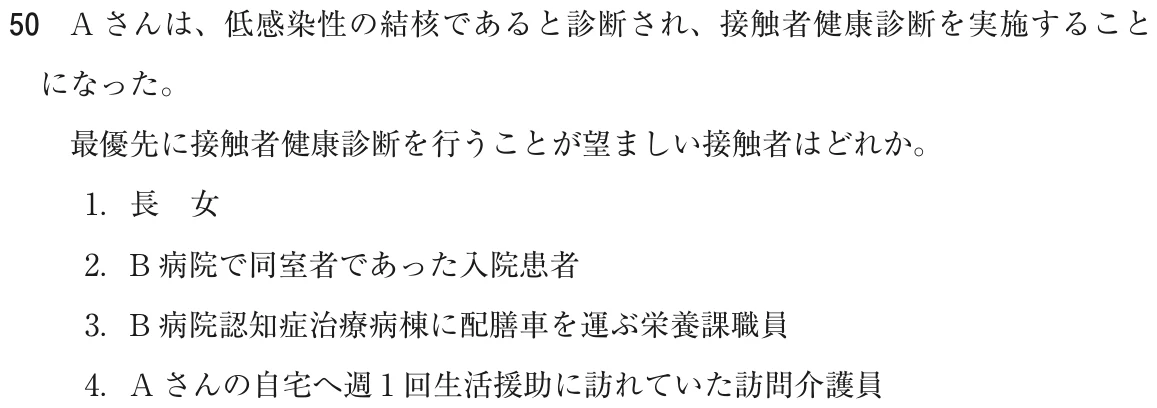 50 Aさんは、低感染性の結核であると診断され、接触者健康診断を実施すること
になった。
最優先に接触者健康診断を行うことが望ましい接触者はどれか。
1. 長　女
2. B病院で同室者であった入院患者
3. B病院認知症治療病棟に配膳車を運ぶ栄養課職員
4. Aさんの自宅へ週1回生活援助に訪れていた訪問介護員